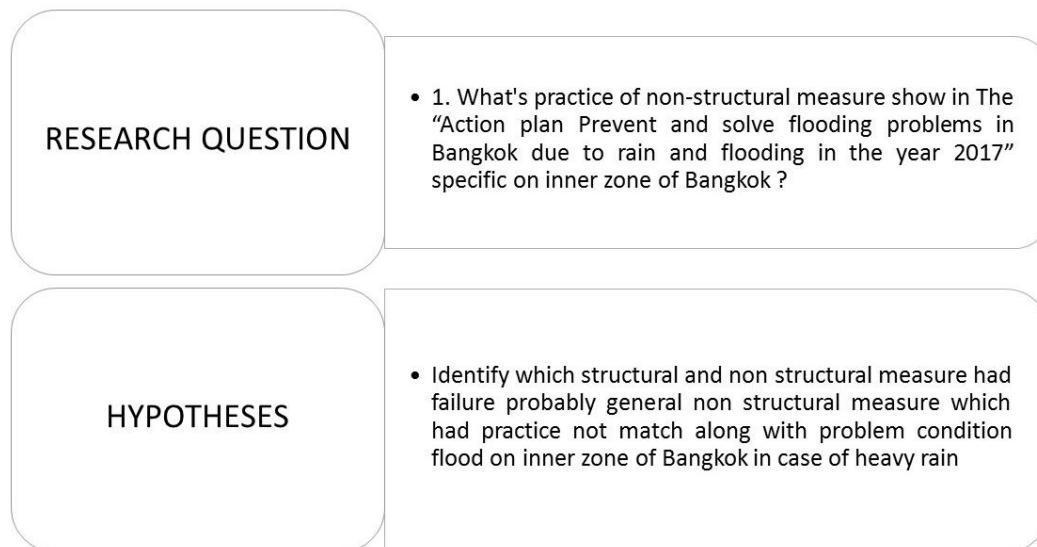 RESEARCH QUESTION
• 1. What's practice of non-structural measure show in The
“Action plan Prevent and solve flooding problems in
Bangkok due to rain and flooding in the year 2017”
specific on inner zone of Bangkok ?
HYPOTHESES
• Identify which structural and non structural measure had
failure probably general non structural measure which
had practice not match along with problem condition
flood on inner zone of Bangkok in case of heavy rain